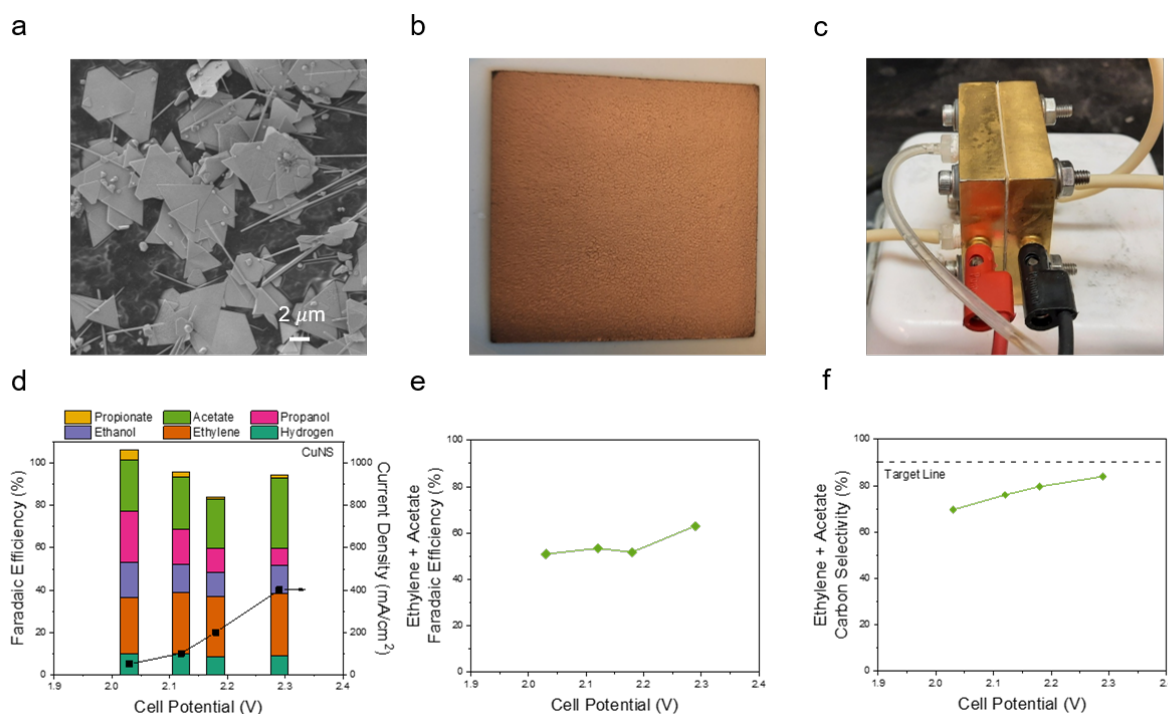 a
b
c
2 μm
d
e
f
Propionate
Acetate
Propanol
Ethanol
Ethylene
Hydrogen
CuNS
Faradaic Efficiency (%)
100
80
60
40
20
0
1.9
2.0
2.1
2.2
2.3
2.4
Cell Potential (V)
1000
800
600
400
200
0
Current Density (mA/cm²)
Ethylene + Acetate
Faradaic Efficiency (%)
100
80
60
40
20
0
1.9
2.0
2.1
2.2
2.3
2.4
Cell Potential (V)
Ethylene + Acetate
Carbon Selectivity (%)
100
80
60
40
20
0
Target Line
1.9
2.0
2.1
2.2
2.3
Cell Potential (V)